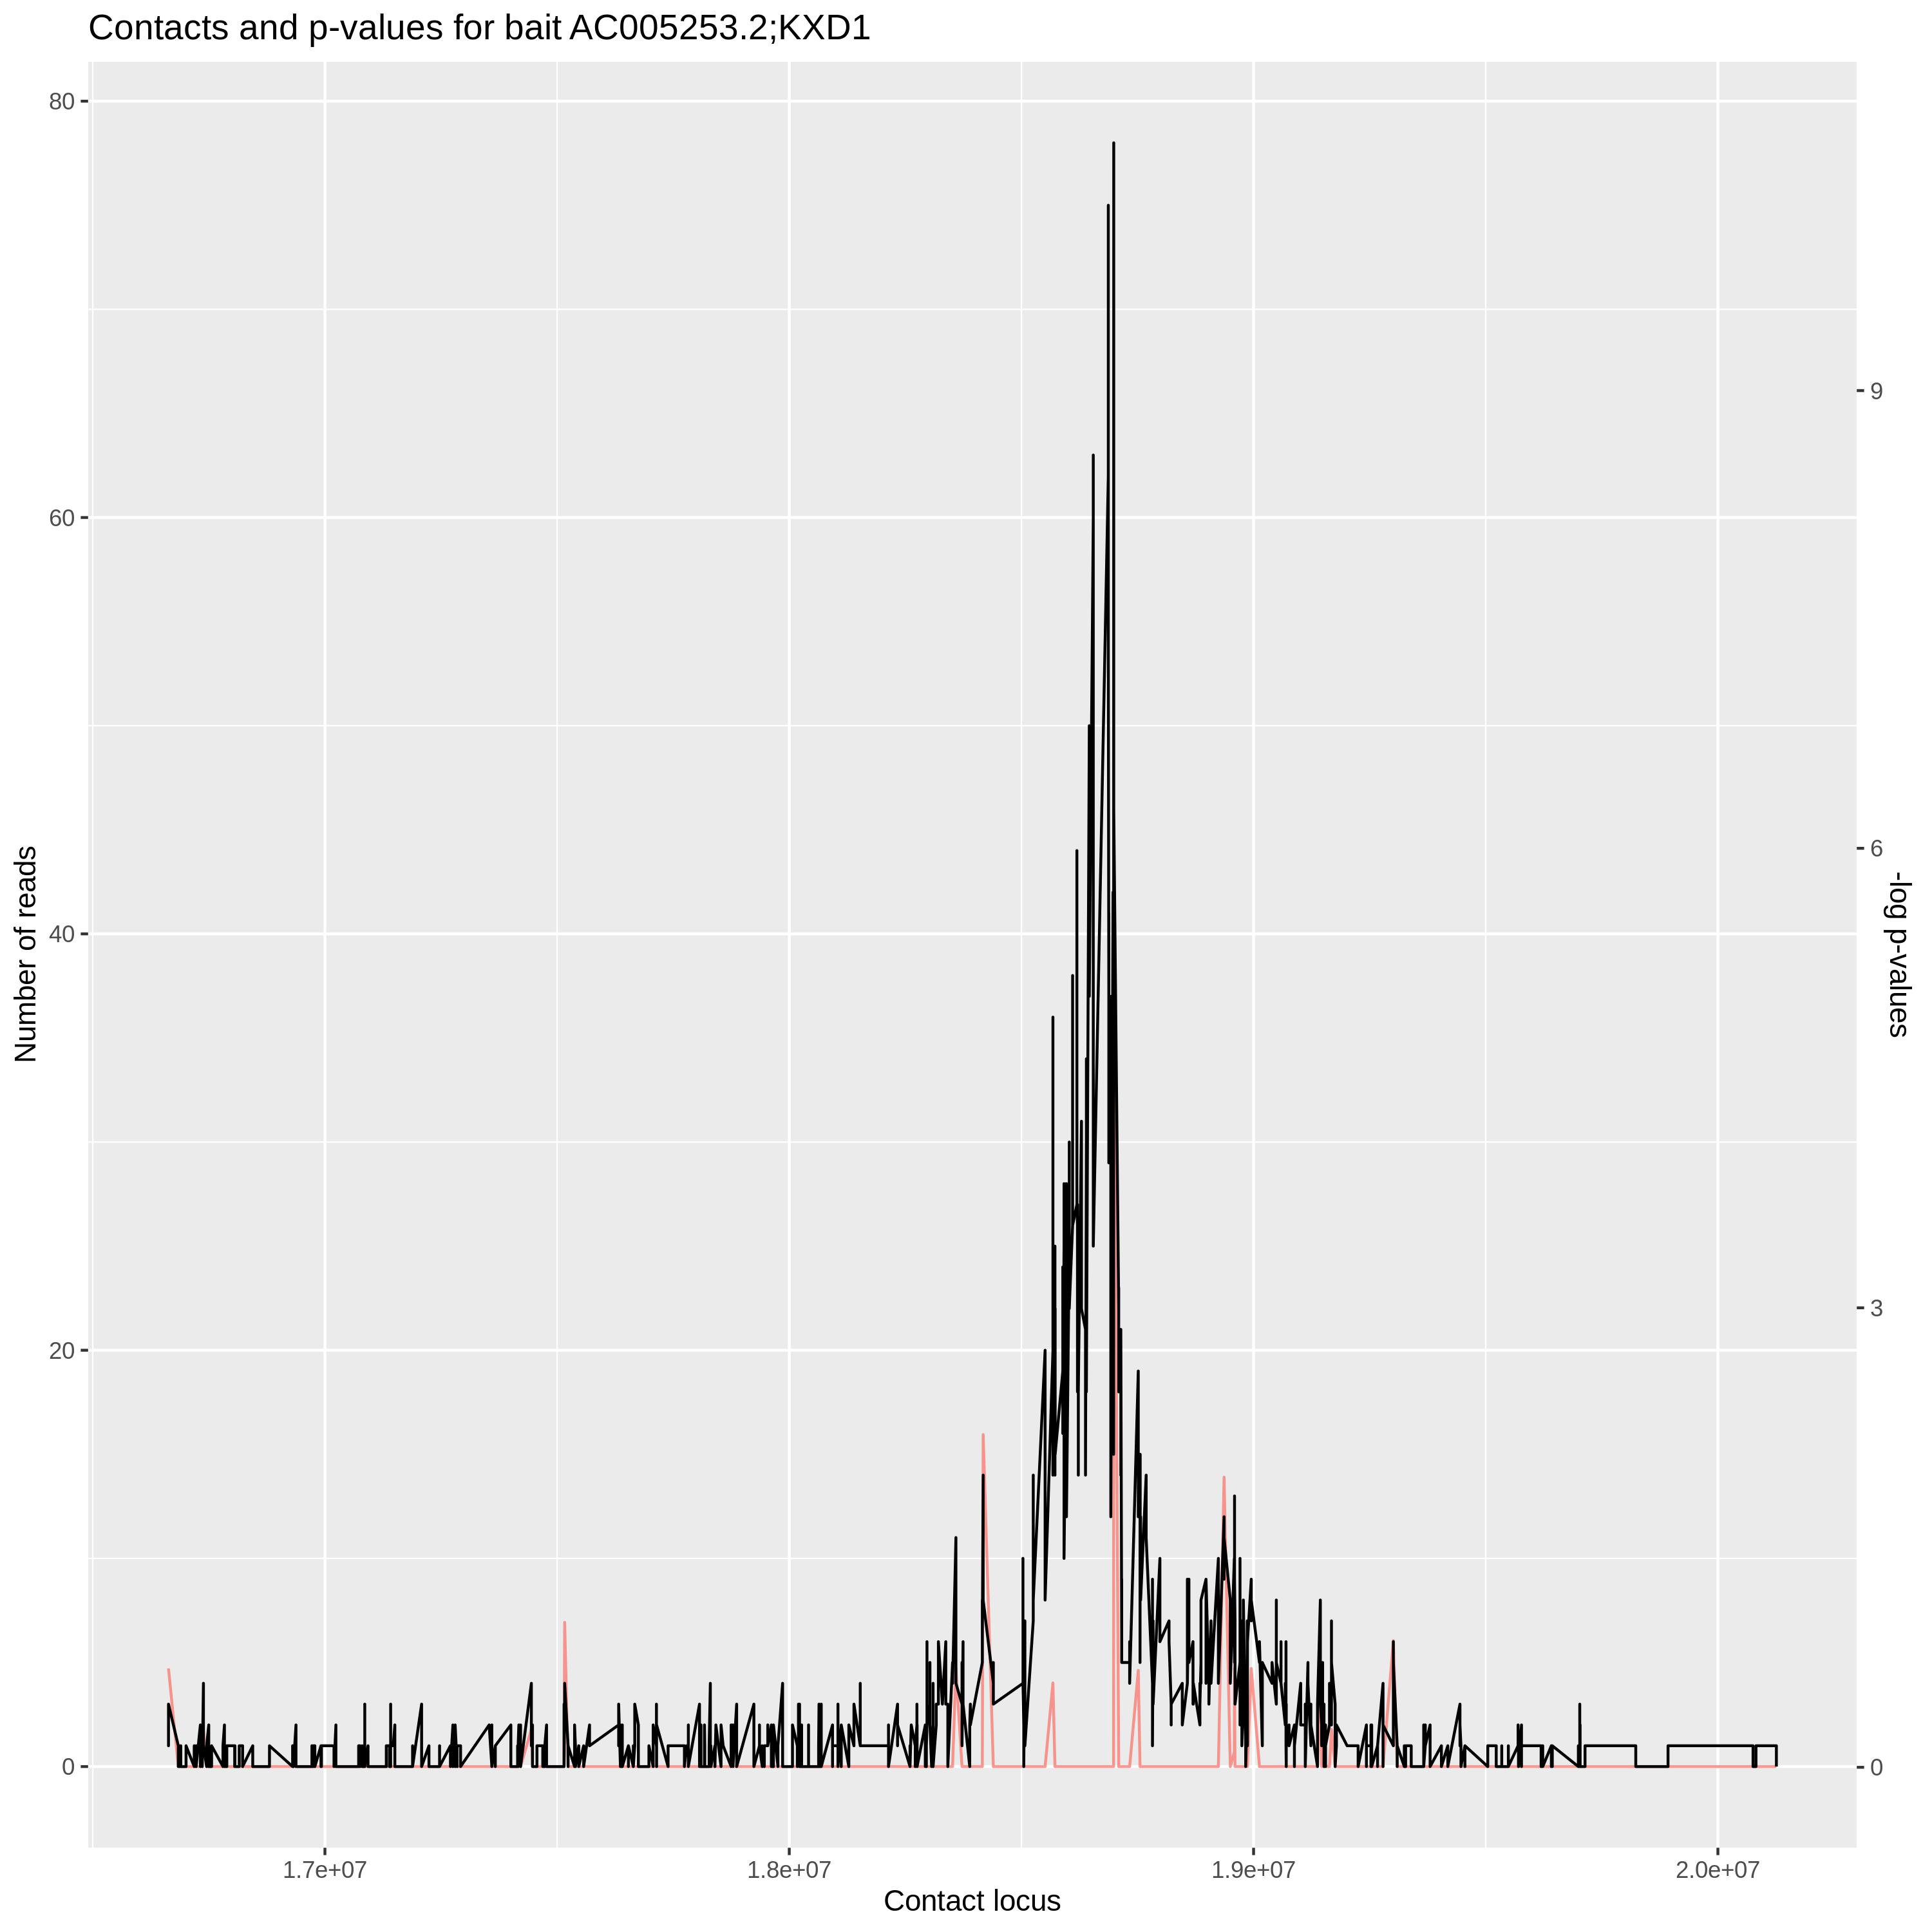 Contacts and p-values for bait AC005253.2;KXD1
80
60
40
20
0
Number of reads
9
6
3
0
-log p-values
1.7e+07
1.8e+07
1.9e+07
2.0e+07
Contact locus